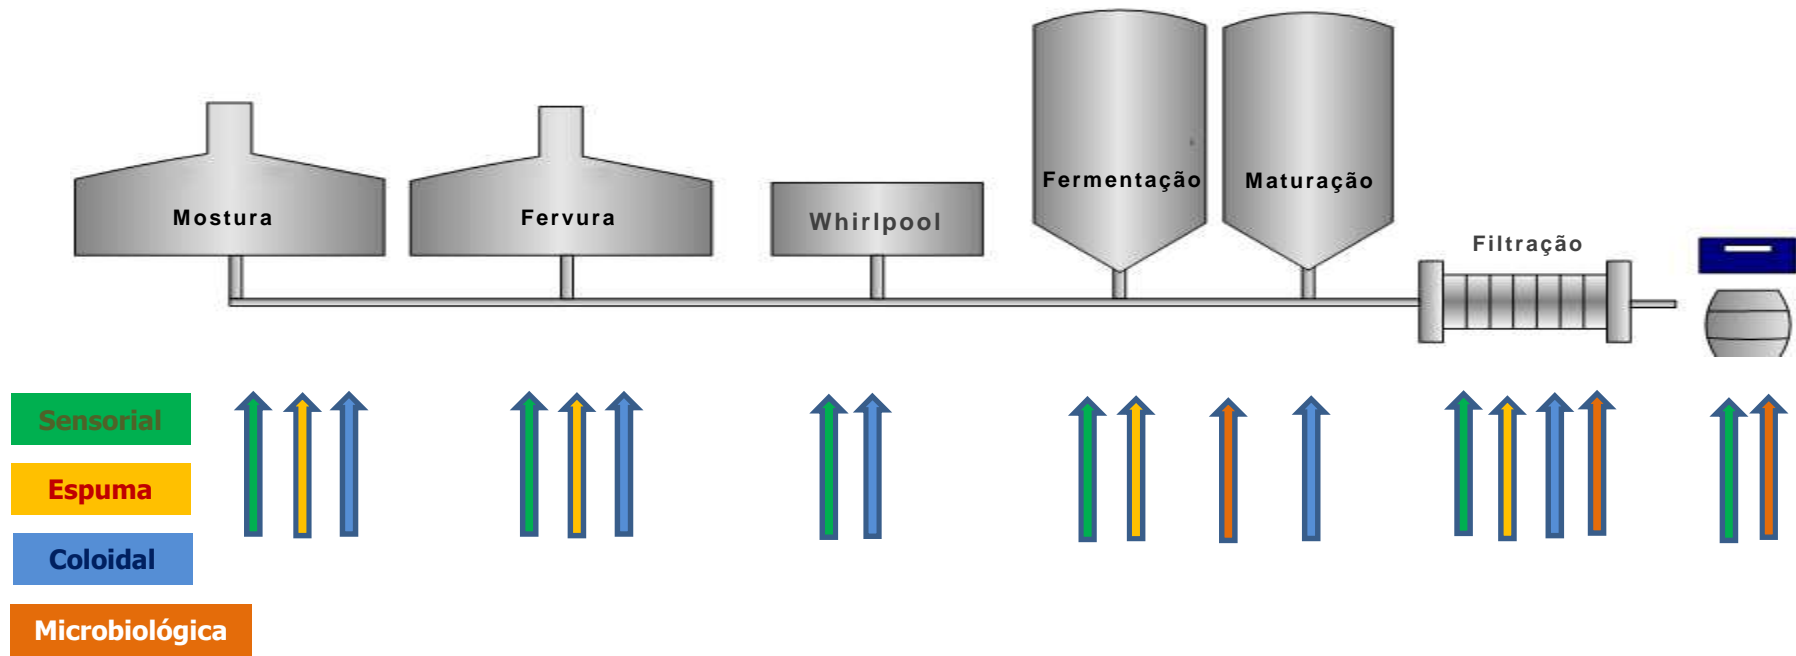 Mostura
Fervura
Whirlpool
Fermentação
Maturação
Filtração
Sensorial
Espuma
Coloidal
Microbiológica